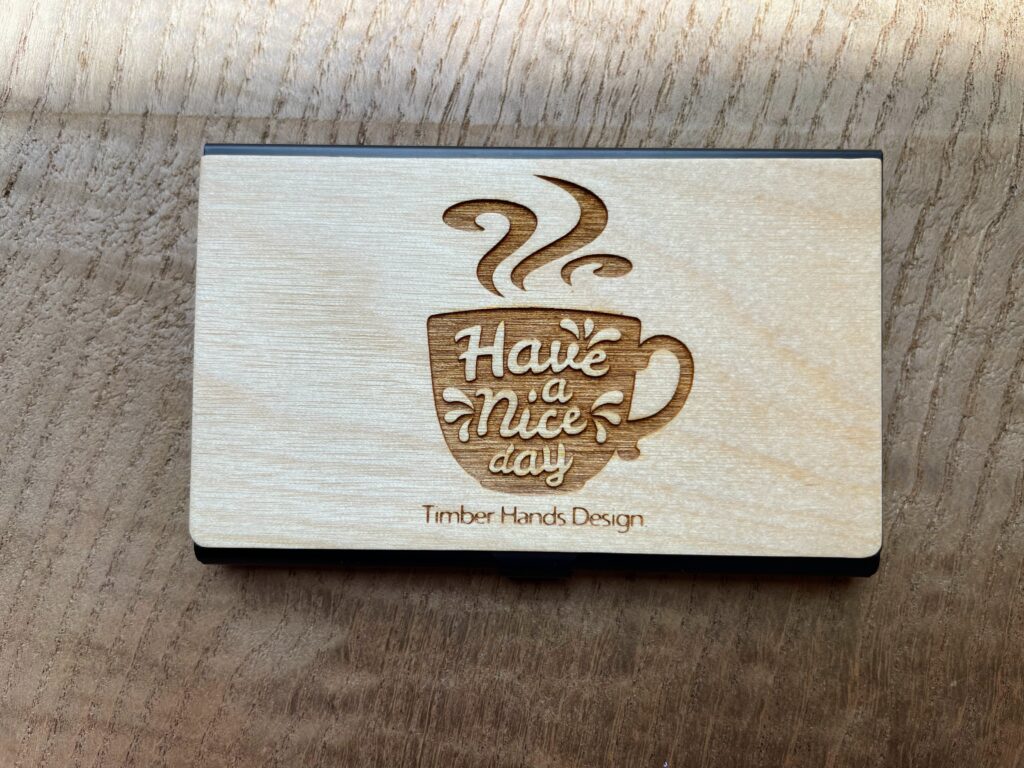 Have
a
Nice
day
Timber Hands Design